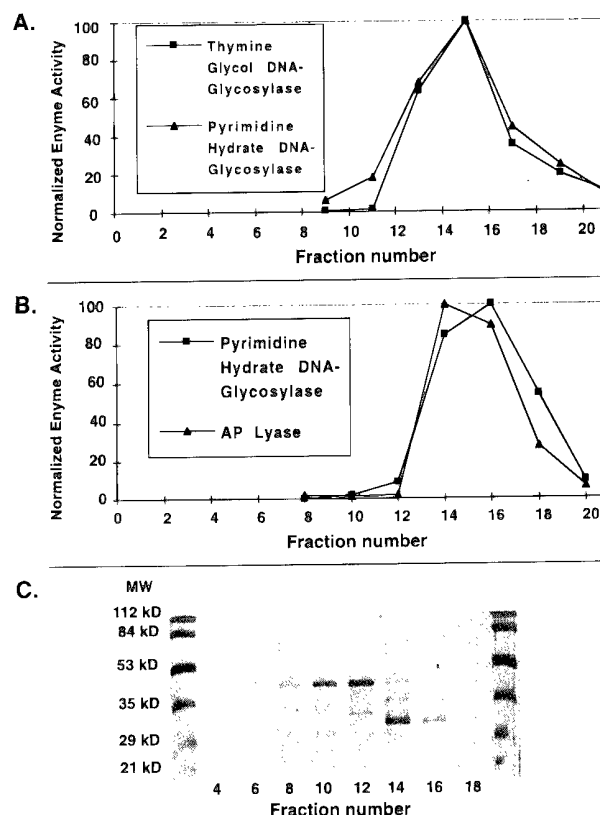 A.
Normalized Enyme Activity
100
80
60
40
20
0
Thymine
Glycol DNA-
Glycosylase
Pyrimidine
Hydrate DNA-
Glycosylase
0 2 4 6 8 10 12 14 16 18 20
Fraction number
B.
Normalized Enyme Activity
100
80
60
40
20
0
Pyrimidine
Hydrate DNA-
Glycosylase
AP Lyase
0 2 4 6 8 10 12 14 16 18 20
Fraction number
C.
MW
112 kD
84 kD
53 kD
35 kD
29 kD
21 kD
4 6 8 10 12 14 16 18
Fraction number